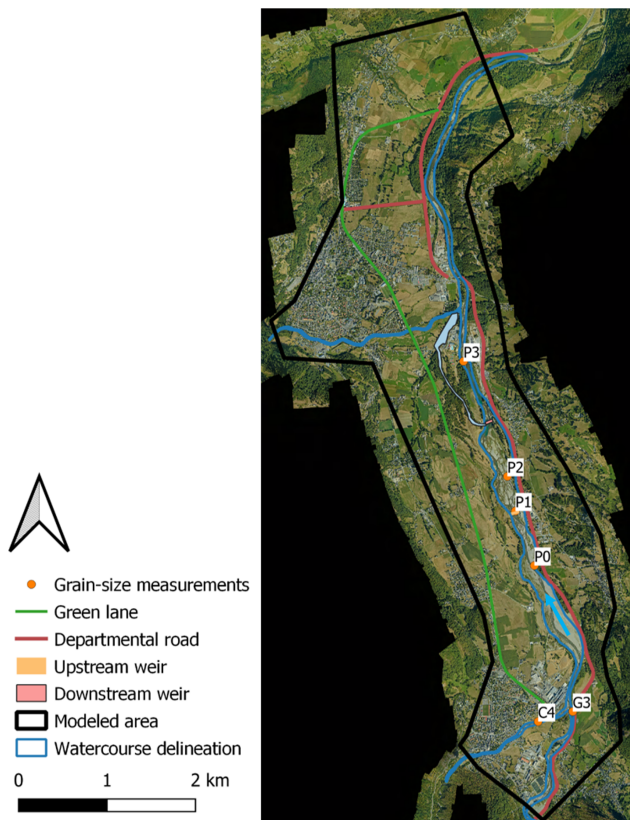 P3
P2
P1
P0
G3
C4
Grain-size measurements
Green lane
Departmental road
Upstream weir
Downstream weir
Modeled area
Watercourse delineation
0 1 2 km